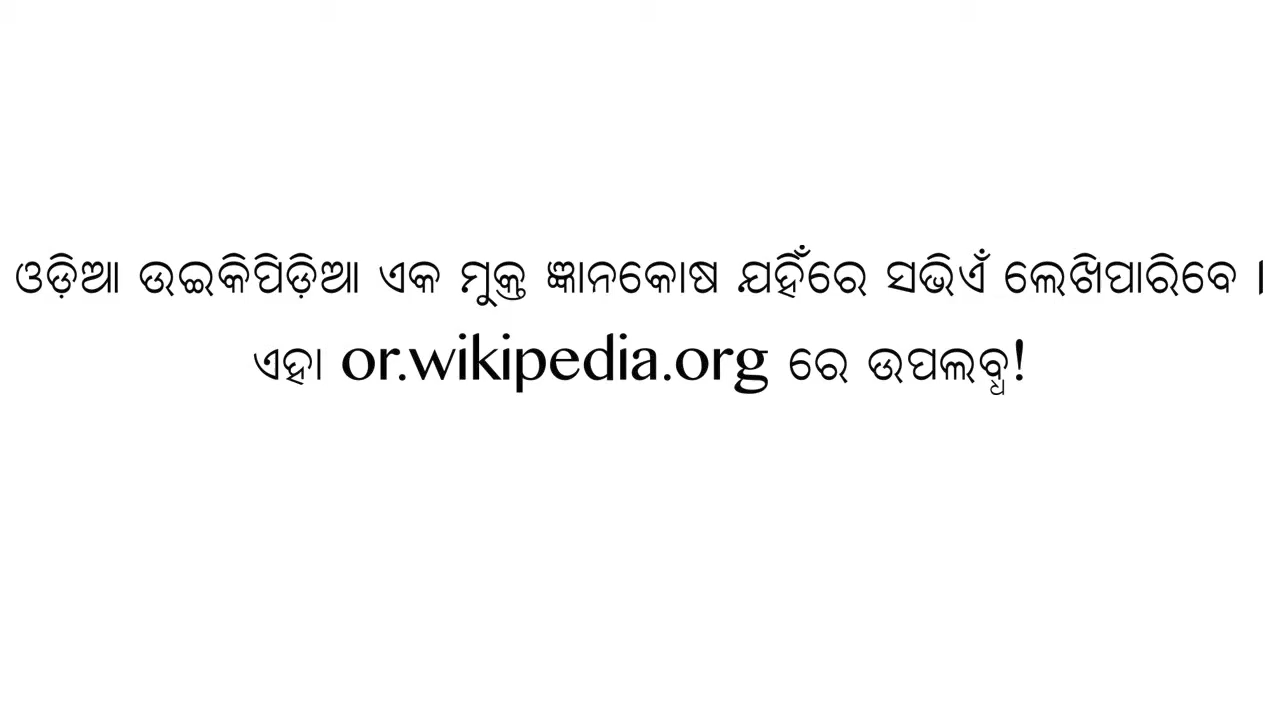 ଓଡ଼ିଆ ଉଇକିପିଡ଼ିଆ ଏକ ମୁକ୍ତ ଜ୍ଞାନକୋଷ ଯହିଁରେ ସଭିଏଁ ଲେଖିପାରିବେ ।
ଏହା or.wikipedia.org ରେ ଉପଲବ୍ଧ!